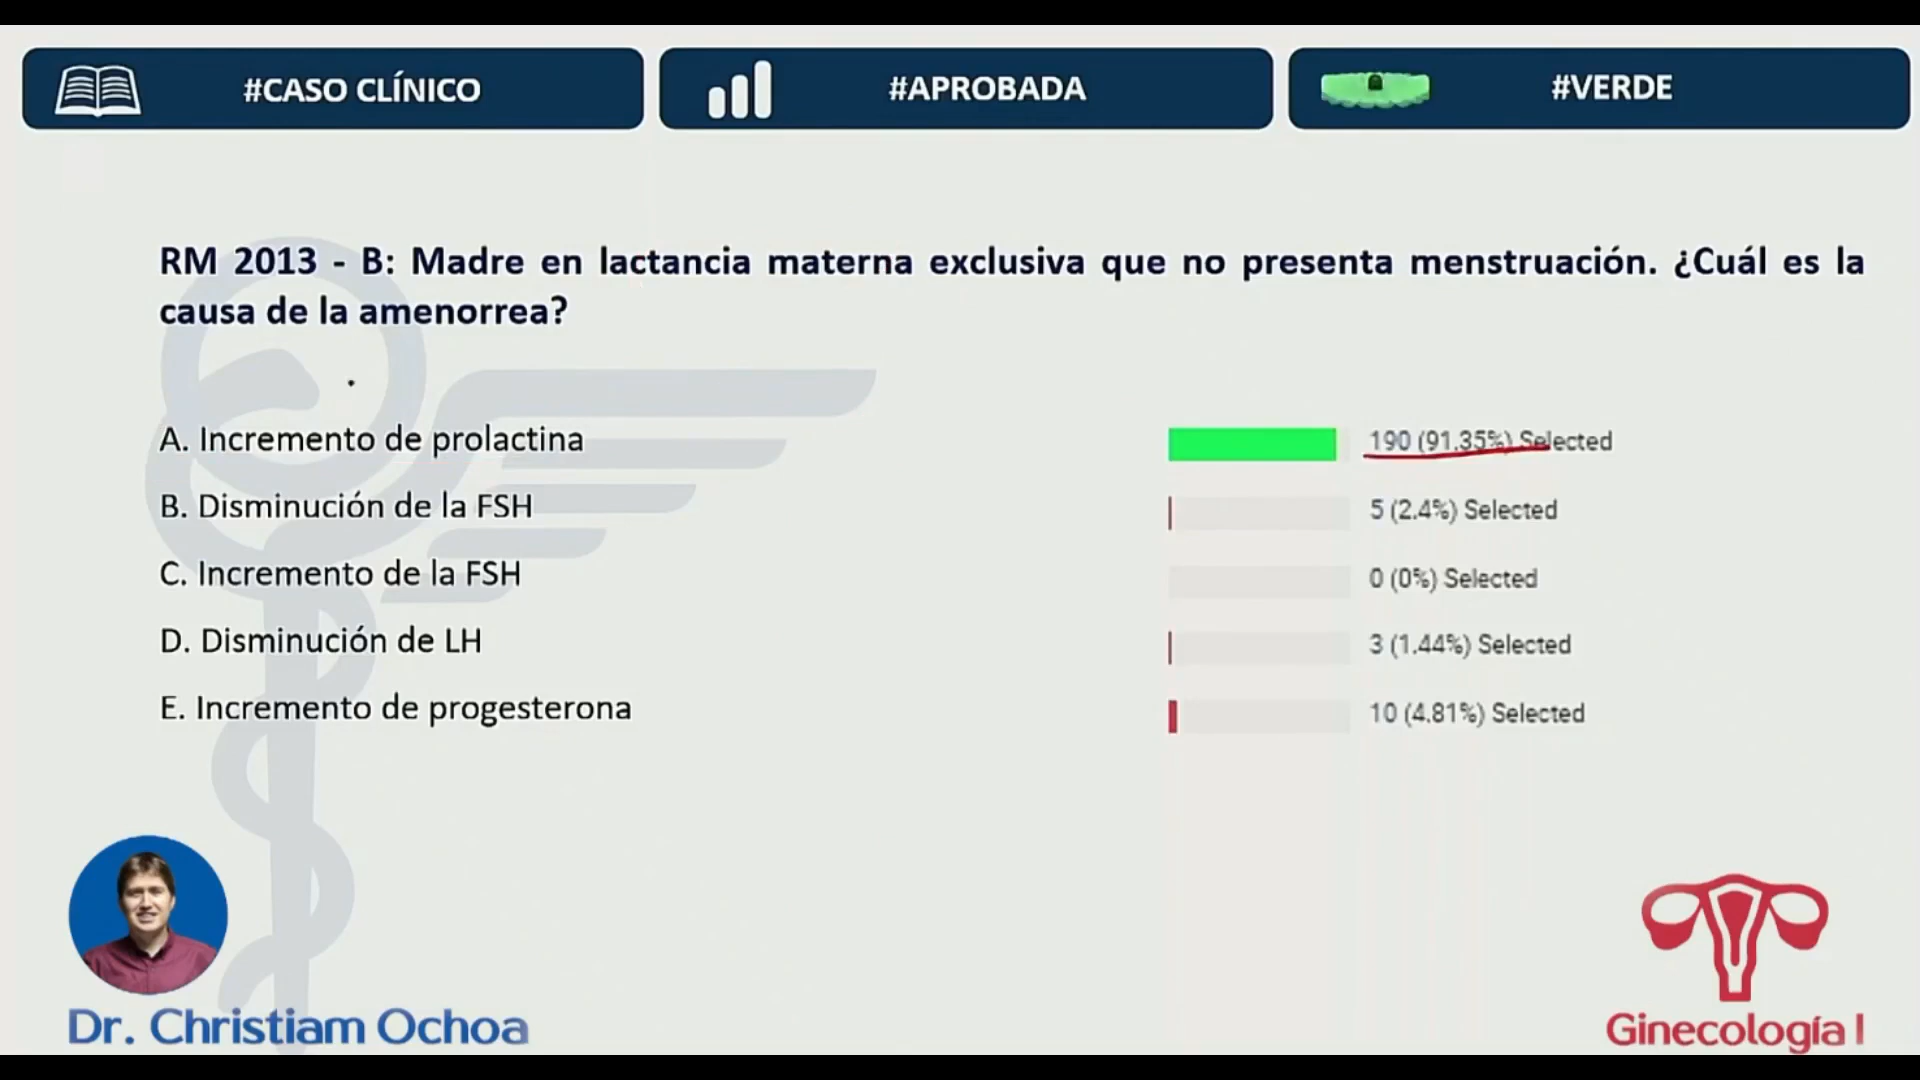 #CASO CLÍNICO
#APROBADA
#VERDE
RM 2013 - B: Madre en lactancia materna exclusiva que no presenta menstruación. ¿Cuál es la
causa de la amenorrea?
A. Incremento de prolactina
190 (91.35%) Selected
B. Disminución de la FSH
5 (2.4%) Selected
C. Incremento de la FSH
0 (0%) Selected
D. Disminución de LH
3 (1.44%) Selected
E. Incremento de progesterona
10 (4.81%) Selected
Dr. Christiam Ochoa
Ginecología I